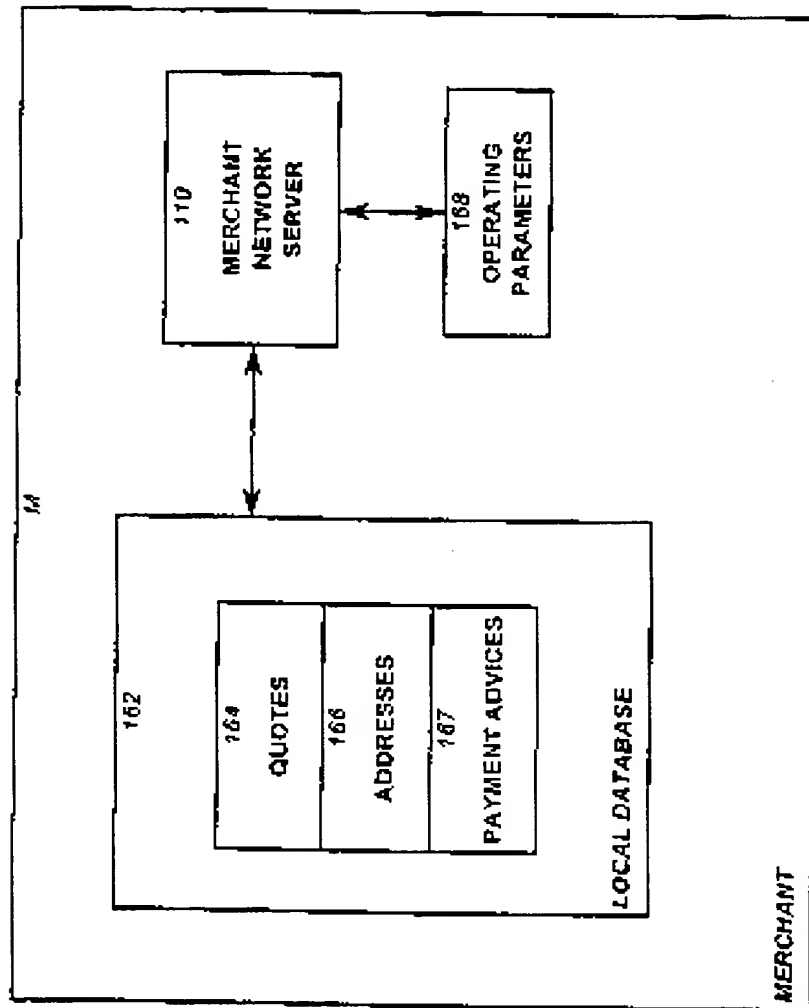 M
162
164
QUOTES
166
ADDRESSES
167
PAYMENT ADVICES
LOCAL DATABASE
110
MERCHANT
NETWORK
SERVER
168
OPERATING
PARAMETERS
MERCHANT